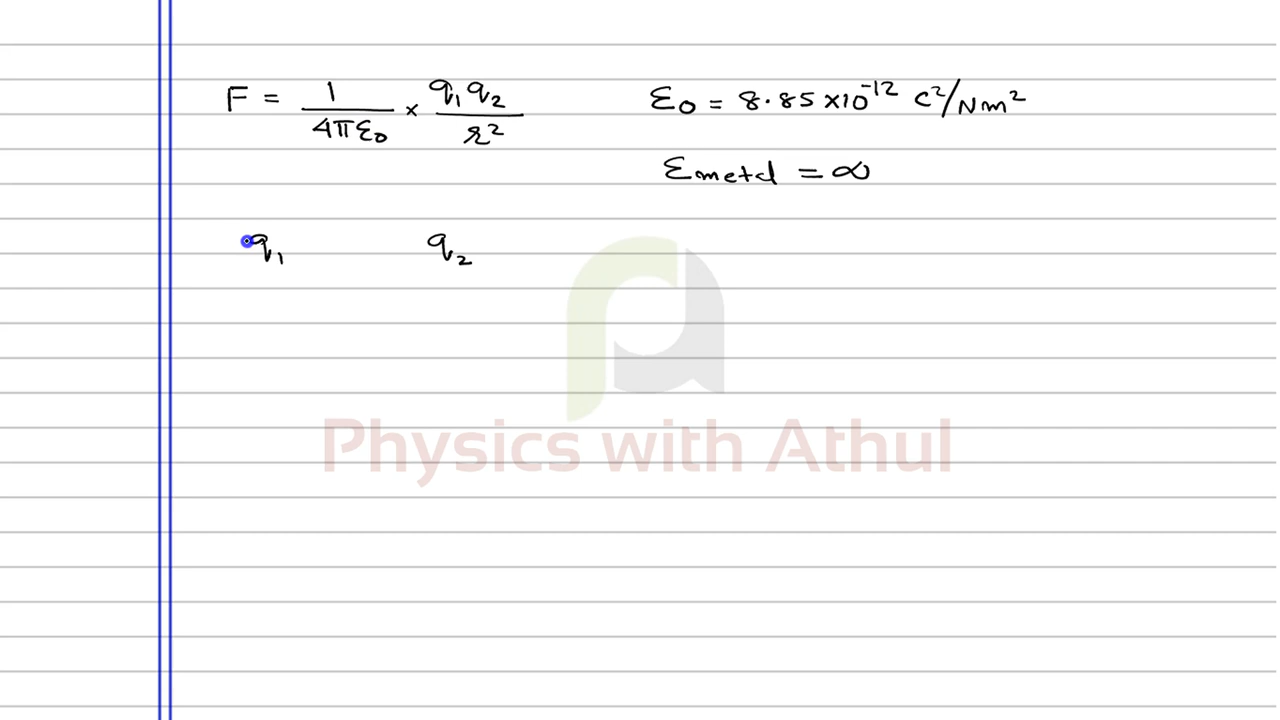 F = 1/4πε₀ × q₁q₂/r²
ε₀ = 8.85 ×10⁻¹² C²/Nm²
εmetal = ∞
q₁ q₂
Physics with Athul